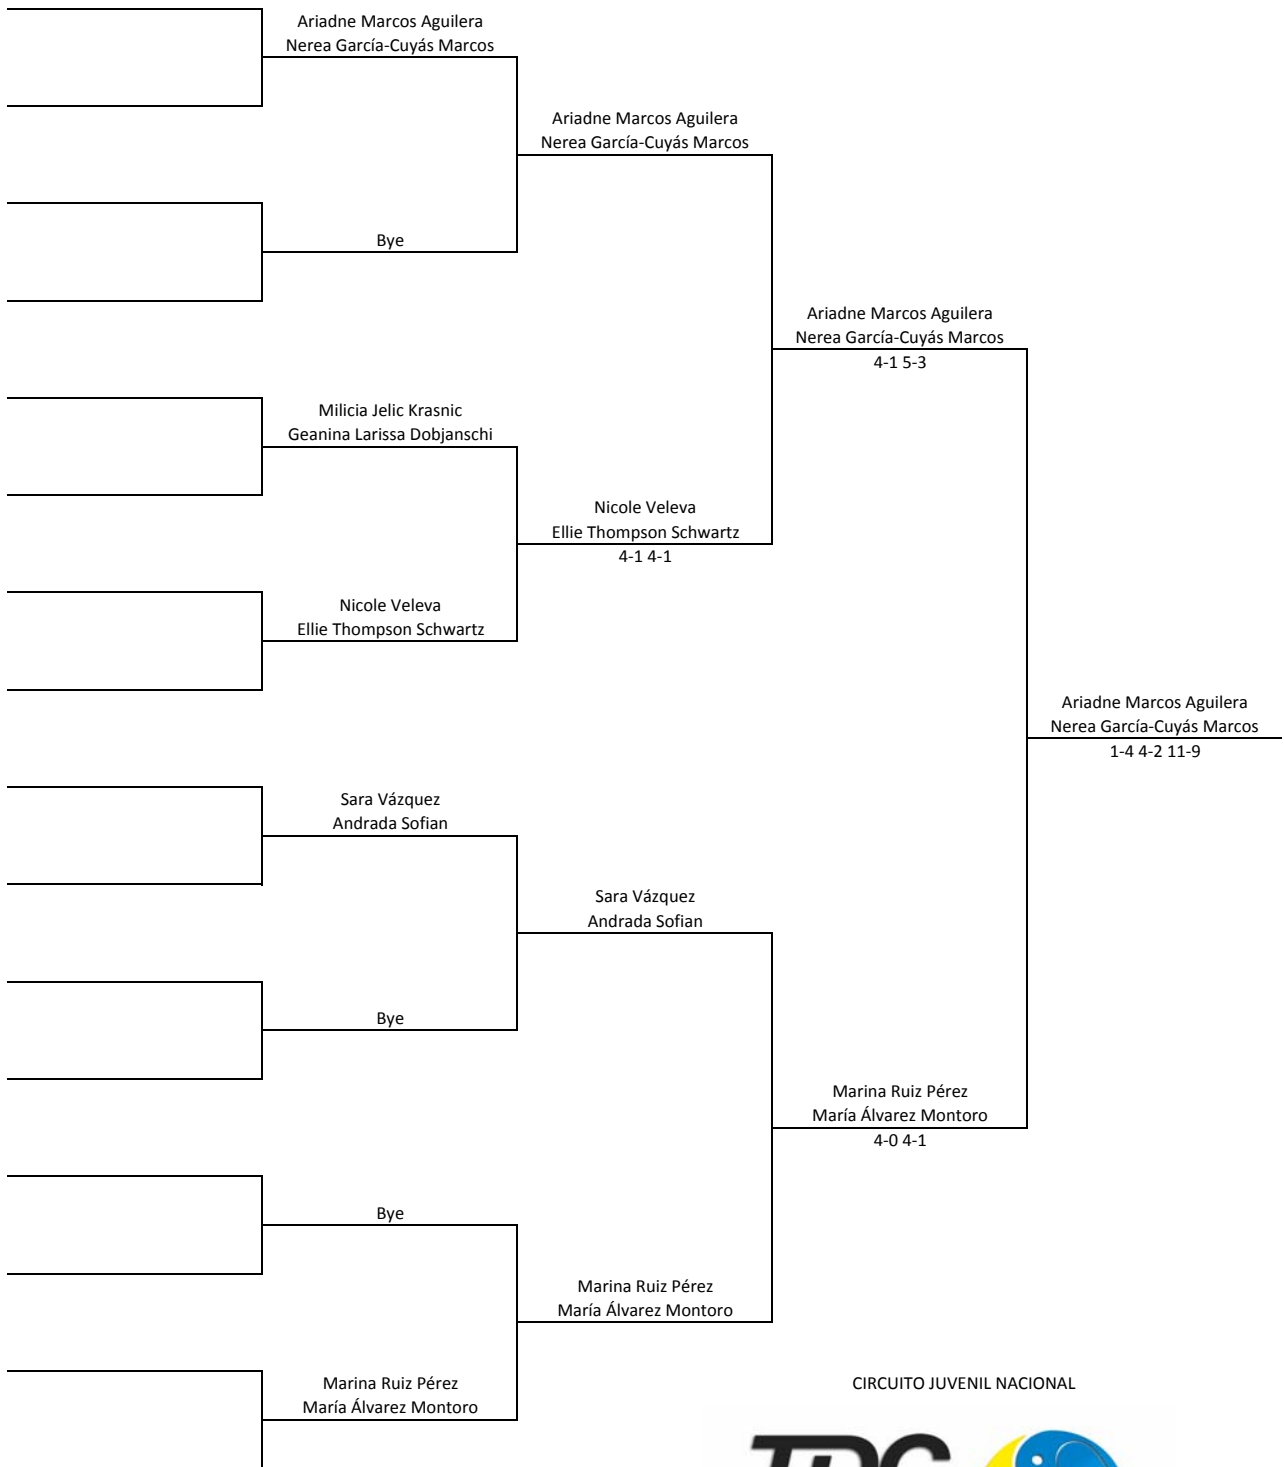 Ariadne Marcos Aguilera
Nerea García-Cuyás Marcos
Ariadne Marcos Aguilera
Nerea García-Cuyás Marcos
Bye
Ariadne Marcos Aguilera
Nerea García-Cuyás Marcos
4-1 5-3
Milicia Jelic Krasnic
Geanina Larissa Dobjanschi
Nicole Veleva
Ellie Thompson Schwartz
4-1 4-1
Nicole Veleva
Ellie Thompson Schwartz
Ariadne Marcos Aguilera
Nerea García-Cuyás Marcos
1-4 4-2 11-9
Sara Vázquez
Andrada Sofian
Sara Vázquez
Andrada Sofian
Bye
Marina Ruiz Pérez
María Álvarez Montoro
4-0 4-1
Bye
Marina Ruiz Pérez
María Álvarez Montoro
Marina Ruiz Pérez
María Álvarez Montoro
CIRCUITO JUVENIL NACIONAL